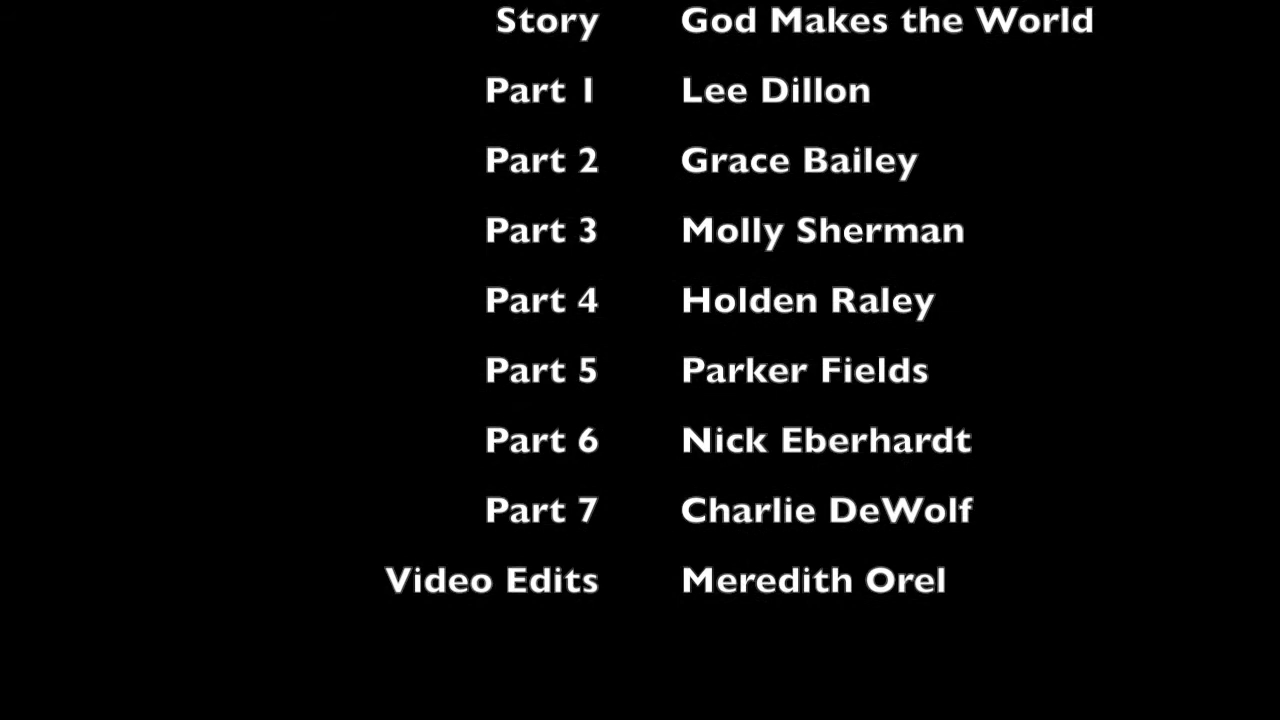 Story God Makes the World
Part 1 Lee Dillon
Part 2 Grace Bailey
Part 3 Molly Sherman
Part 4 Holden Raley
Part 5 Parker Fields
Part 6 Nick Eberhardt
Part 7 Charlie DeWolf
Video Edits Meredith Orel